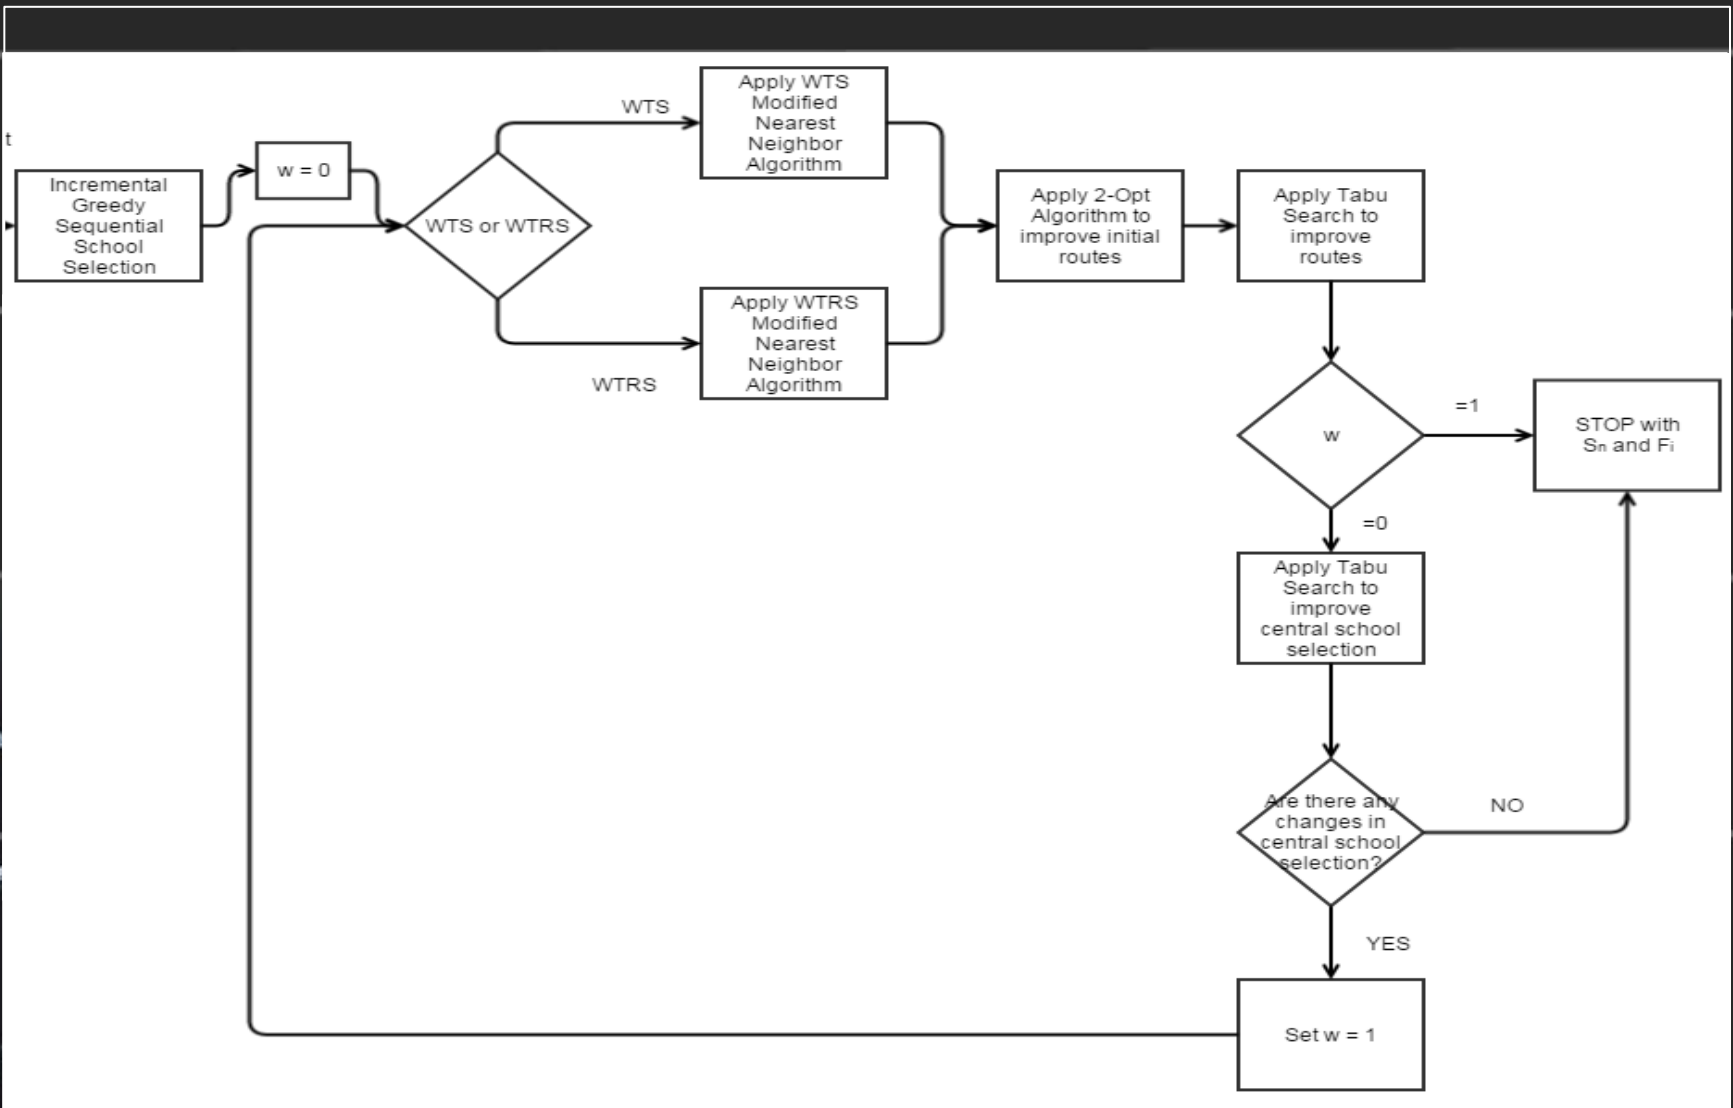 t
Incremental
Greedy
Sequential
School
Selection
w = 0
WTS or WTRS
WTS
Apply WTS
Modified
Nearest
Neighbor
Algorithm
WTRS
Apply WTRS
Modified
Nearest
Neighbor
Algorithm
Apply 2-Opt
Algorithm to
improve initial
routes
Apply Tabu
Search to
improve
routes
w
=1
STOP with
Sn and Fi
=0
Apply Tabu
Search to
improve
central school
selection
Are there any
changes in
central school
selection?
NO
YES
Set w = 1